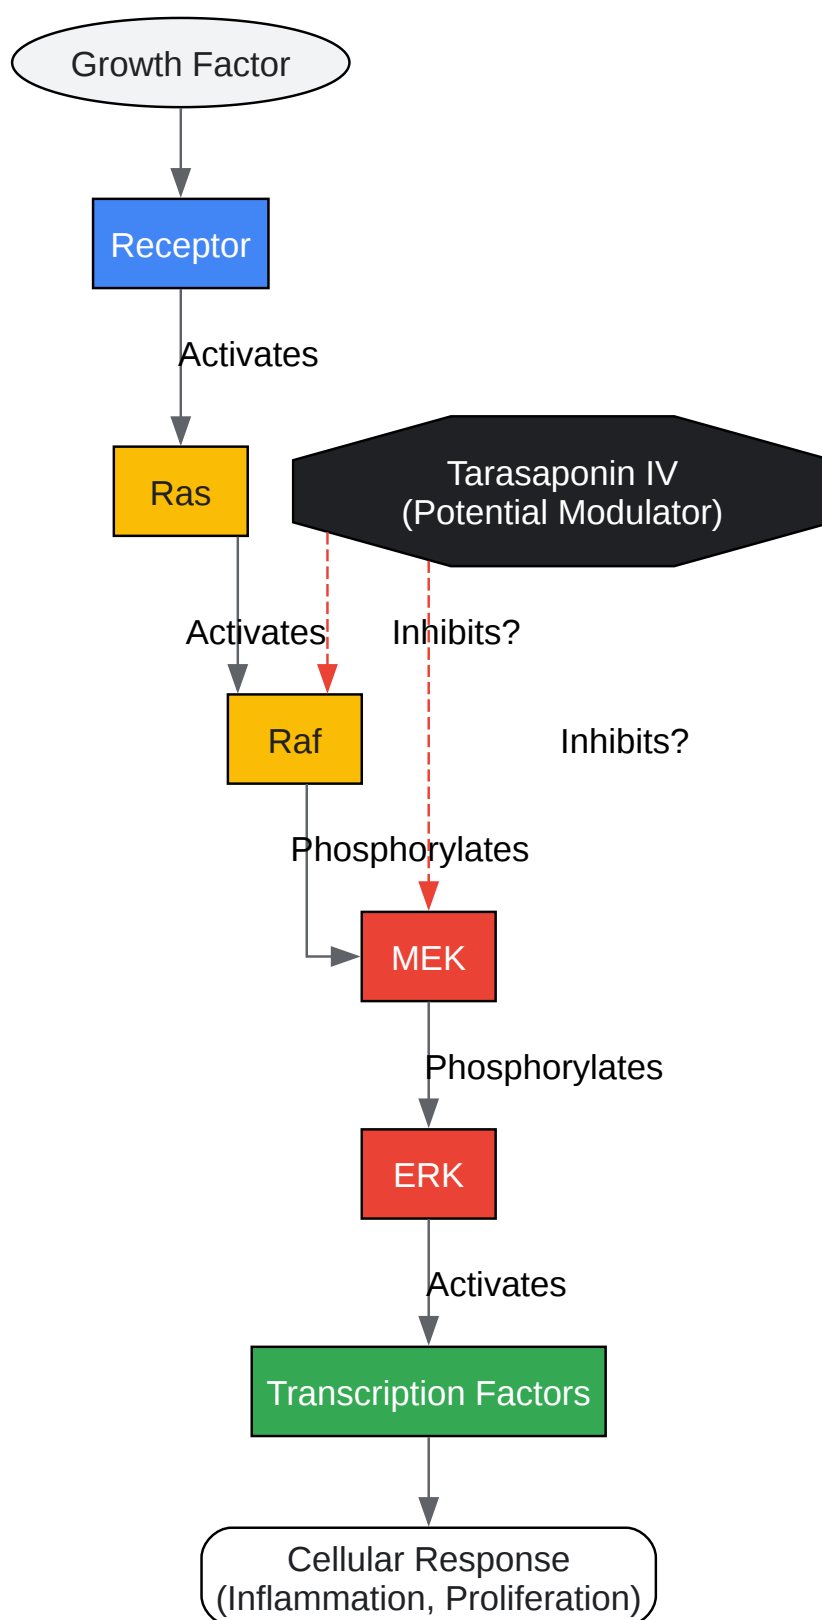 Growth Factor
Receptor
Activates
Ras
Tarasaponin IV
(Potential Modulator)
Activates
Inhibits?
Raf
Inhibits?
Phosphorylates
MEK
Phosphorylates
ERK
Activates
Transcription Factors
Cellular Response
(Inflammation, Proliferation)